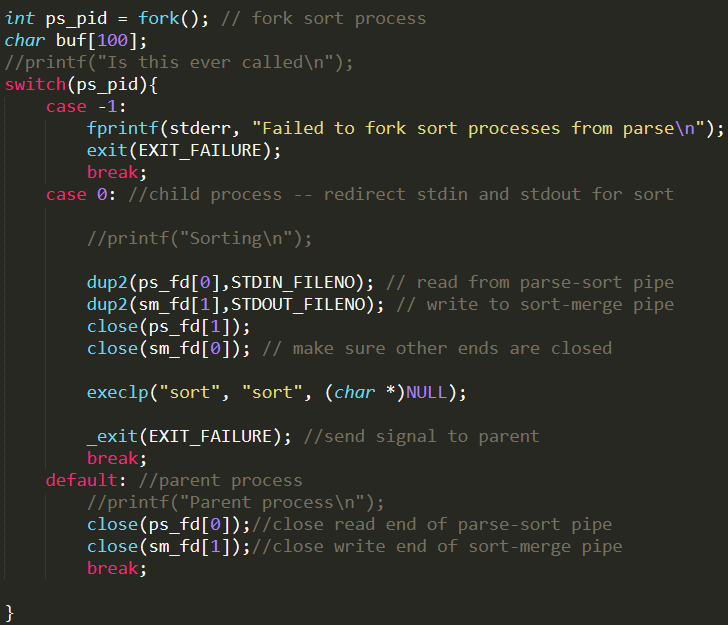 int ps_pid = fork(); // fork sort process
char buf[100];
//printf("Is this ever called\n");
switch(ps_pid){
case -1:
fprintf(stderr, "Failed to fork sort processes from parse\n");
exit(EXIT_FAILURE);
break;
case 0: //child process -- redirect stdin and stdout for sort
//printf("Sorting\n");
dup2(ps_fd[0],STDIN_FILENO); // read from parse-sort pipe
dup2(sm_fd[1],STDOUT_FILENO); // write to sort-merge pipe
close(ps_fd[1]);
close(sm_fd[0]); // make sure other ends are closed
execlp("sort", "sort", (char *)NULL);
_exit(EXIT_FAILURE); //send signal to parent
break;
default: //parent process
//printf("Parent process\n");
close(ps_fd[0]);//close read end of parse-sort pipe
close(sm_fd[1]);//close write end of sort-merge pipe
break;
}